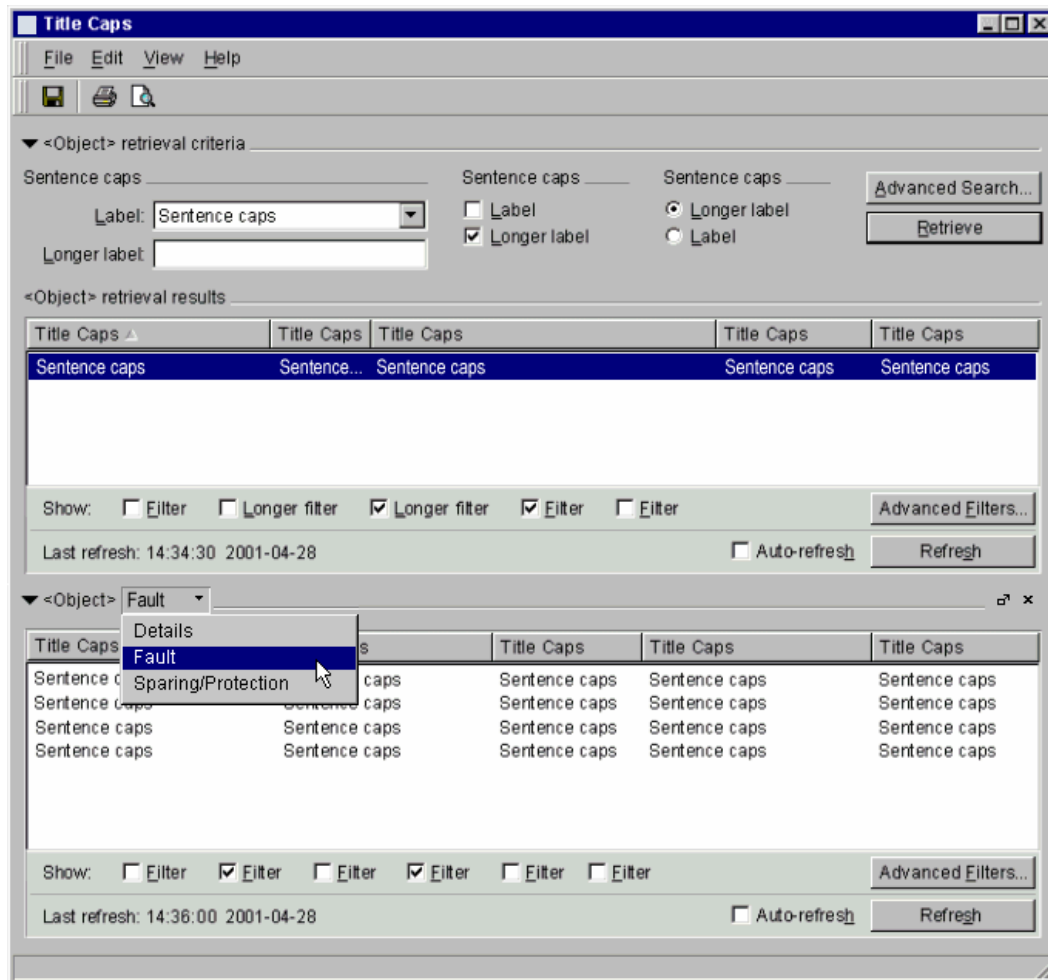 Title Caps
File Edit View Help
<Object> retrieval criteria
Sentence caps Sentence caps Sentence caps
Advanced Search...
Label: Sentence caps Label Longer label
Retrieve
Longer label: Longer label Label
<Object> retrieval results
Title Caps Title Caps Title Caps Title Caps Title Caps
Sentence caps Sentence... Sentence caps Sentence caps Sentence caps
Show: Filter Longer filter Longer filter Filter Filter Advanced Filters...
Last refresh: 14:34:30 2001-04-28 Auto-refresh Refresh
<Object> Fault
Details
Fault
Sparing/Protection
Title Caps s Title Caps Title Caps Title Caps
Sentence c caps Sentence caps Sentence caps Sentence caps
Sentence caps caps Sentence caps Sentence caps Sentence caps
Sentence caps Sentence caps Sentence caps Sentence caps Sentence caps
Sentence caps Sentence caps Sentence caps Sentence caps Sentence caps
Show: Filter Filter Filter Filter Filter Filter Advanced Filters...
Last refresh: 14:36:00 2001-04-28 Auto-refresh Refresh